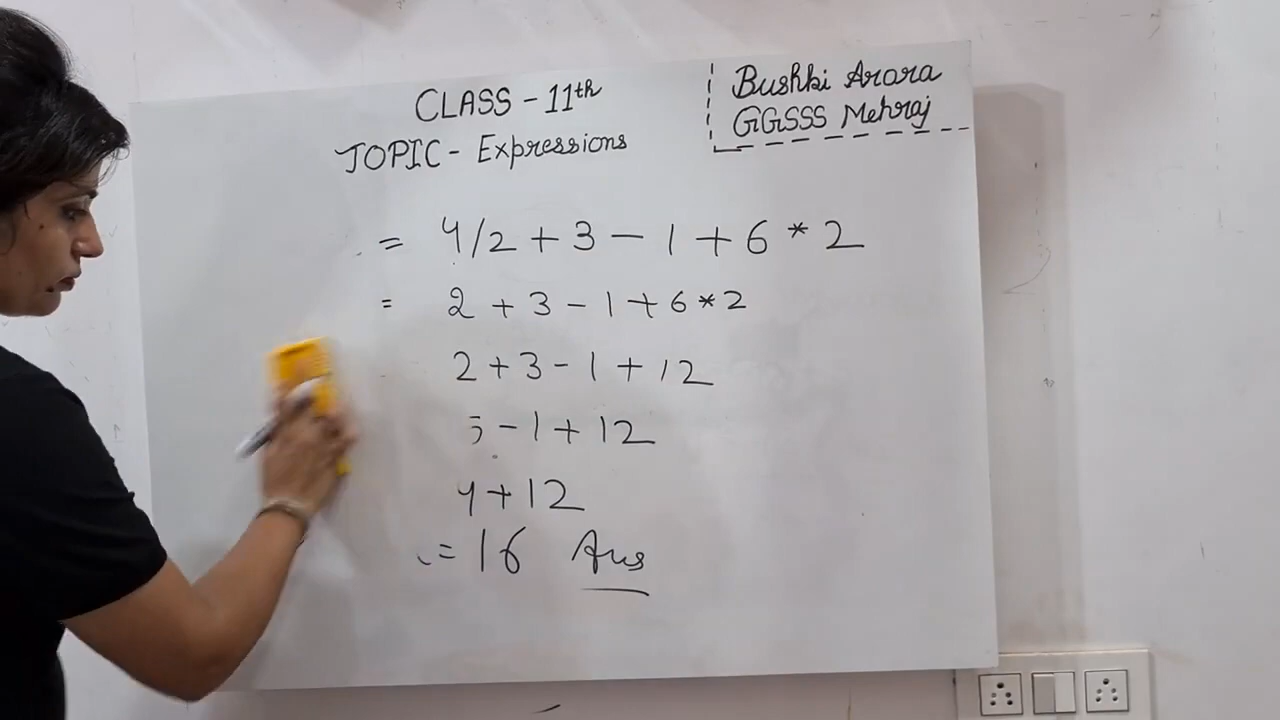 CLASS - 11th
TOPIC - Expressions
Bushki Arora
GGSSS Mehraj
= 4/2 + 3 - 1 + 6 * 2
= 2 + 3 - 1 + 6 * 2
2 + 3 - 1 + 12
5 - 1 + 12
4 + 12
= 16 Ans